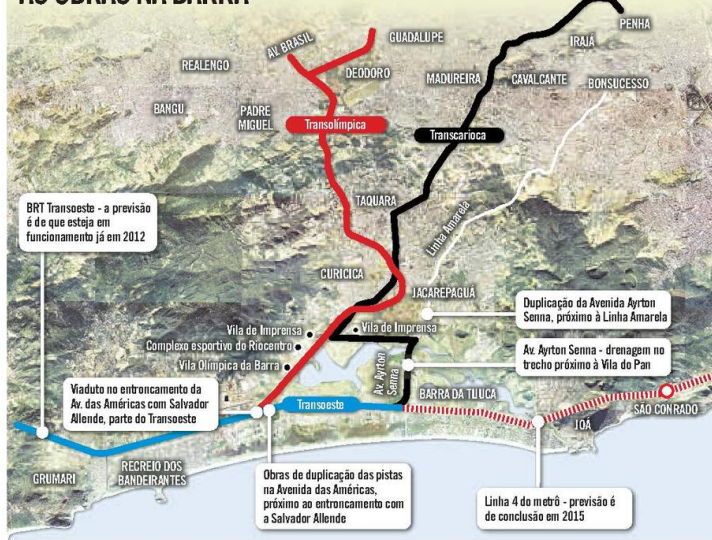 AS OBRAS NA BARRA
PENHA
GUADALUPE
IRAJÁ
AV. BRASIL
REALENGO
DEODORO
MADUREIRA
CAVALCANTE
BONSUCESSO
BANGU
PADRE
MIGUEL
Transolímpica
Transcarioca
TAQUARA
BRT Transoeste - a previsão
é de que esteja em
funcionamento já em 2012
Linha Amarela
CURICICA
JACAREPAGUÁ
Duplicação da Avenida Ayrton
Senna, próximo à Linha Amarela
Vila de Imprensa
Vila de Imprensa
Complexo esportivo do Riocentro
Vila Olímpica da Barra
Av. Ayrton Senna - drenagem no
trecho próximo à Vila do Pan
Av. Ayrton
Senna
Viaduto no entroncamento da
Av. das Américas com Salvador
Allende, parte do Transoeste
Transoeste
BARRA DA TIJUCA
SÃO CONRADO
JOÁ
GRUMARI
RECREIO DOS
BANDEIRANTES
Obras de duplicação das pistas
na Avenida das Américas,
próximo ao entroncamento com
a Salvador Allende
Linha 4 do metrô - previsão é
de conclusão em 2015